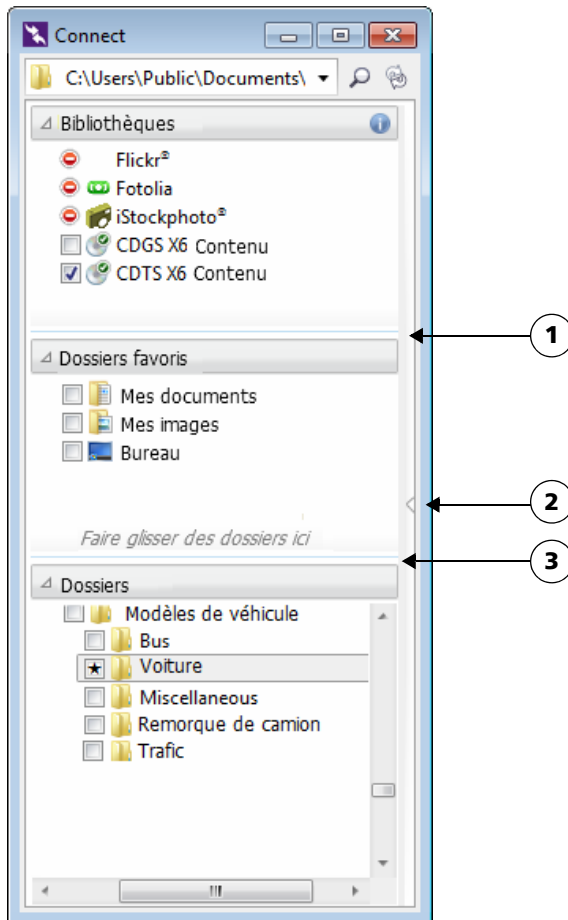 Connect
C:\Users\Public\Documents\
Bibliothèques
Flickr®
Fotolia
iStockphoto®
CDGS X6 Contenu
CDTS X6 Contenu
1
Dossiers favoris
Mes documents
Mes images
Bureau
2
Faire glisser des dossiers ici
3
Dossiers
Modèles de véhicule
Bus
Voiture
Miscellaneous
Remorque de camion
Trafic